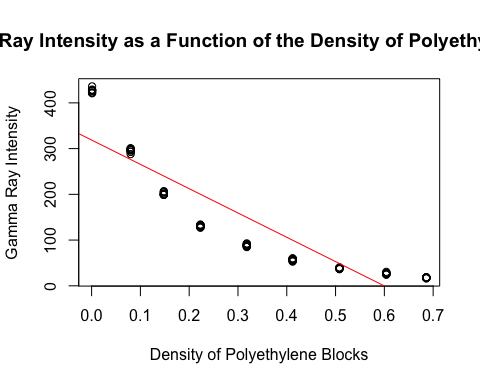 Ray Intensity as a Function of the Density of Polyethy
Gamma Ray Intensity
400
300
200
100
0
0.0 0.1 0.2 0.3 0.4 0.5 0.6 0.7
Density of Polyethylene Blocks